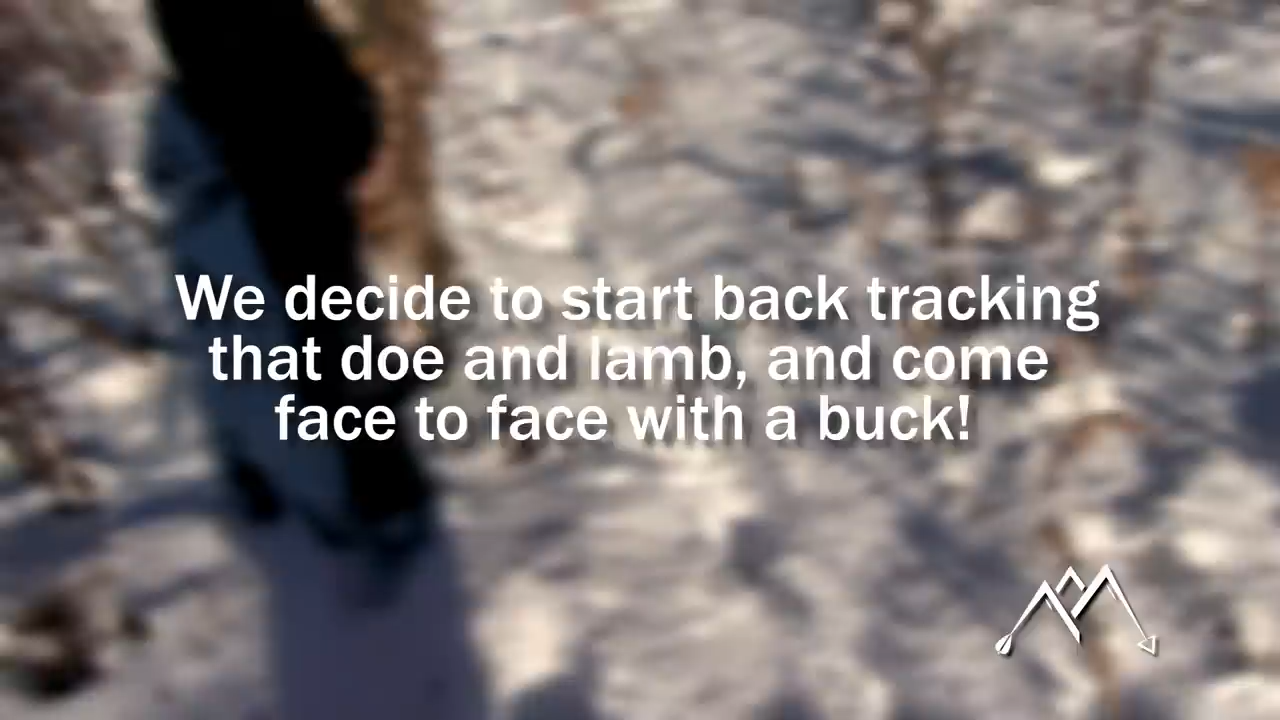 We decide to start back tracking
that doe and lamb, and come
face to face with a buck!